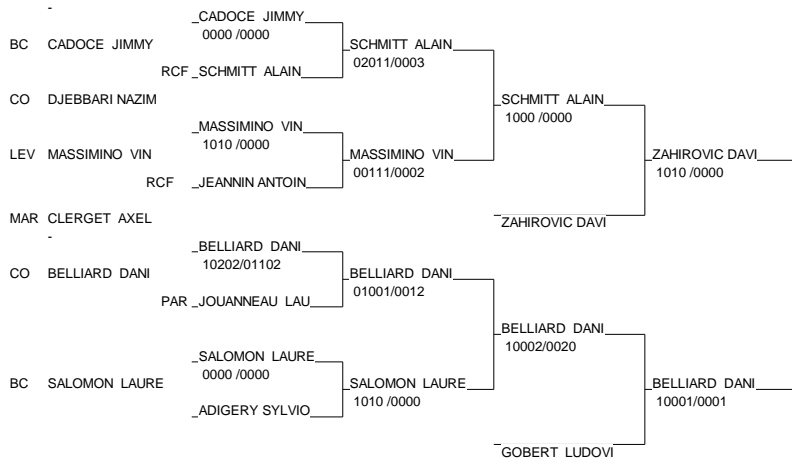 -
_CADOCE JIMMY
0000 /0000
BC CADOCE JIMMY
SCHMITT ALAIN
02011/0003
RCF _SCHMITT ALAIN
CO DJEBBARI NAZIM
SCHMITT ALAIN
1000 /0000
_MASSIMINO VIN
1010 /0000
LEV MASSIMINO VIN
MASSIMINO VIN
00111/0002
ZAHIROVIC DAVI
1010 /0000
RCF _JEANNIN ANTOIN
MAR CLERGET AXEL
ZAHIROVIC DAVI
-
_BELLIARD DANI
10202/01102
CO BELLIARD DANI
BELLIARD DANI
01001/0012
PAR _JOUANNEAU LAU
BELLIARD DANI
10002/0020
_SALOMON LAURE
0000 /0000
BC SALOMON LAURE
SALOMON LAURE
1010 /0000
BELLIARD DANI
10001/0001
_ADIGERY SYLVIO
GOBERT LUDOVI